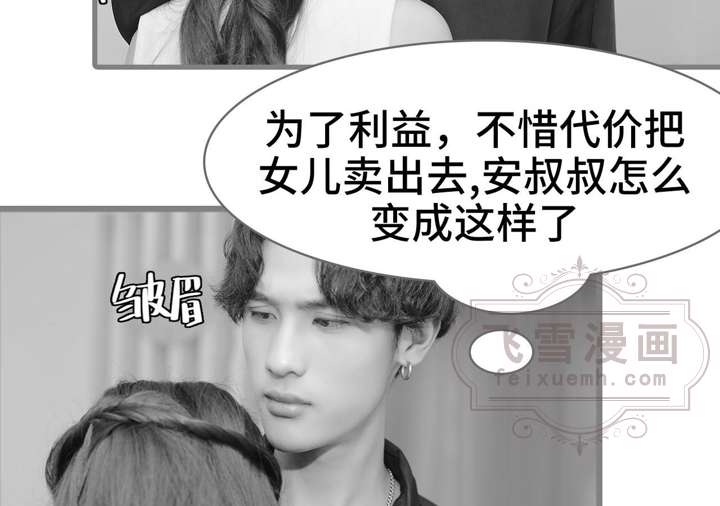 为了利益，不惜代价把
女儿卖出去,安叔叔怎么
变成这样了
皱眉
飞雪漫画
feixuemh.com